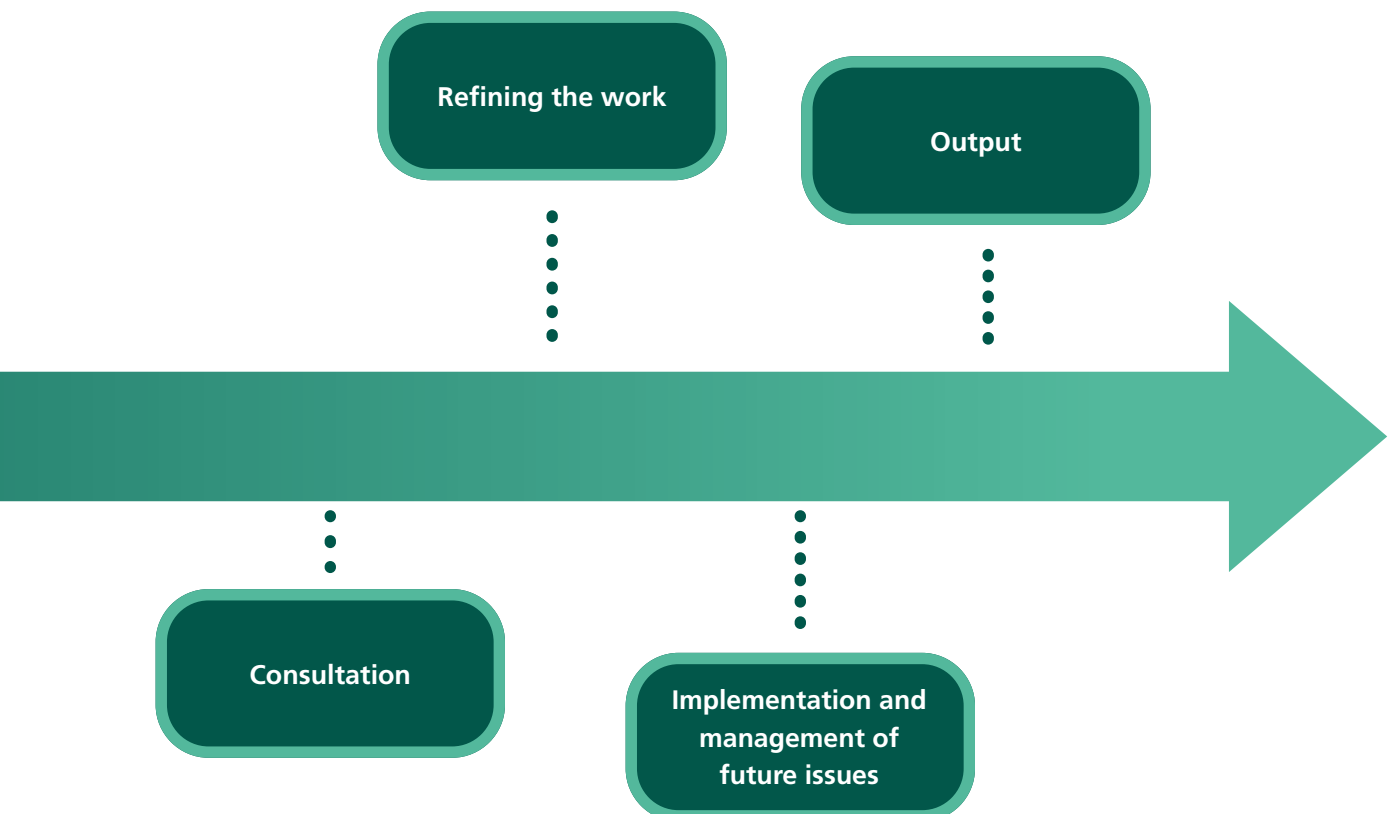 Refining the work
Output
Consultation
Implementation and
management of
future issues